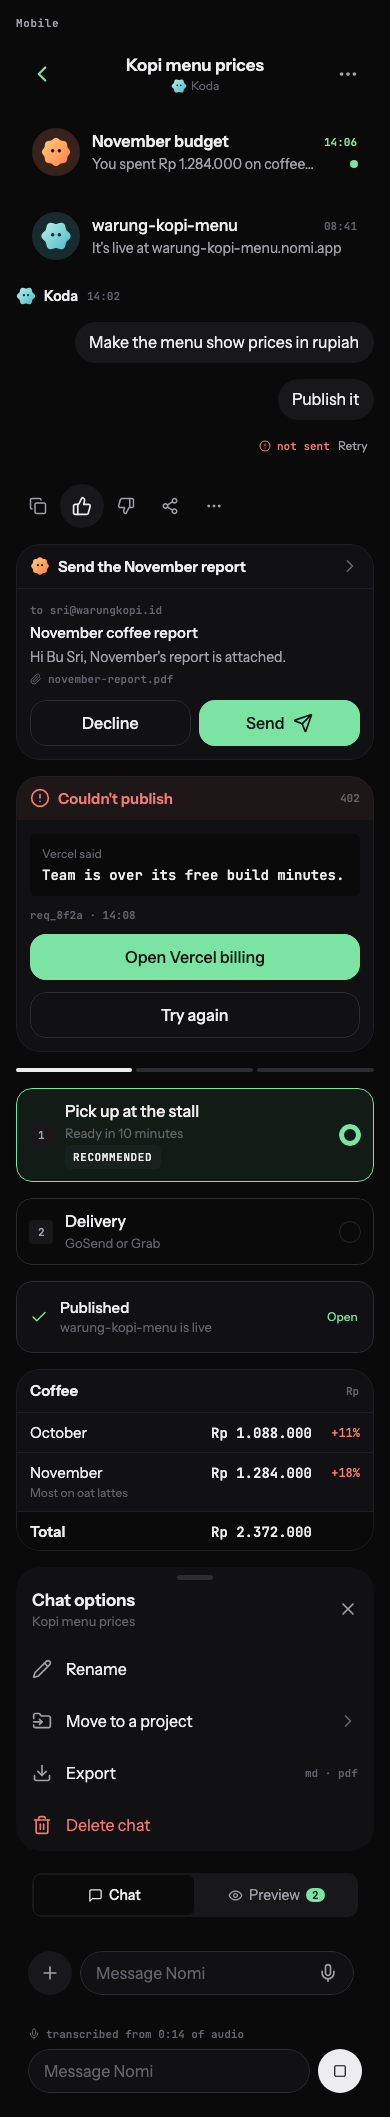 Mobile
Kopi menu prices
Koda
November budget 14:06
You spent Rp 1.284.000 on coffee...
warung-kopi-menu 08:41
It's live at warung-kopi-menu.nomi.app
Koda 14:02
Make the menu show prices in rupiah
Publish it
not sent Retry
Send the November report
to sri@warungkopi.id
November coffee report
Hi Bu Sri, November's report is attached.
november-report.pdf
Decline Send
Couldn't publish 402
Vercel said
Team is over its free build minutes.
req_8f2a · 14:08
Open Vercel billing
Try again
1 Pick up at the stall
Ready in 10 minutes
RECOMMENDED
2 Delivery
GoSend or Grab
Published Open
warung-kopi-menu is live
Coffee Rp
October Rp 1.088.000 +11%
November Rp 1.284.000 +18%
Most on oat lattes
Total Rp 2.372.000
Chat options
Kopi menu prices
Rename
Move to a project
Export md · pdf
Delete chat
Chat Preview 2
Message Nomi
transcribed from 0:14 of audio
Message Nomi